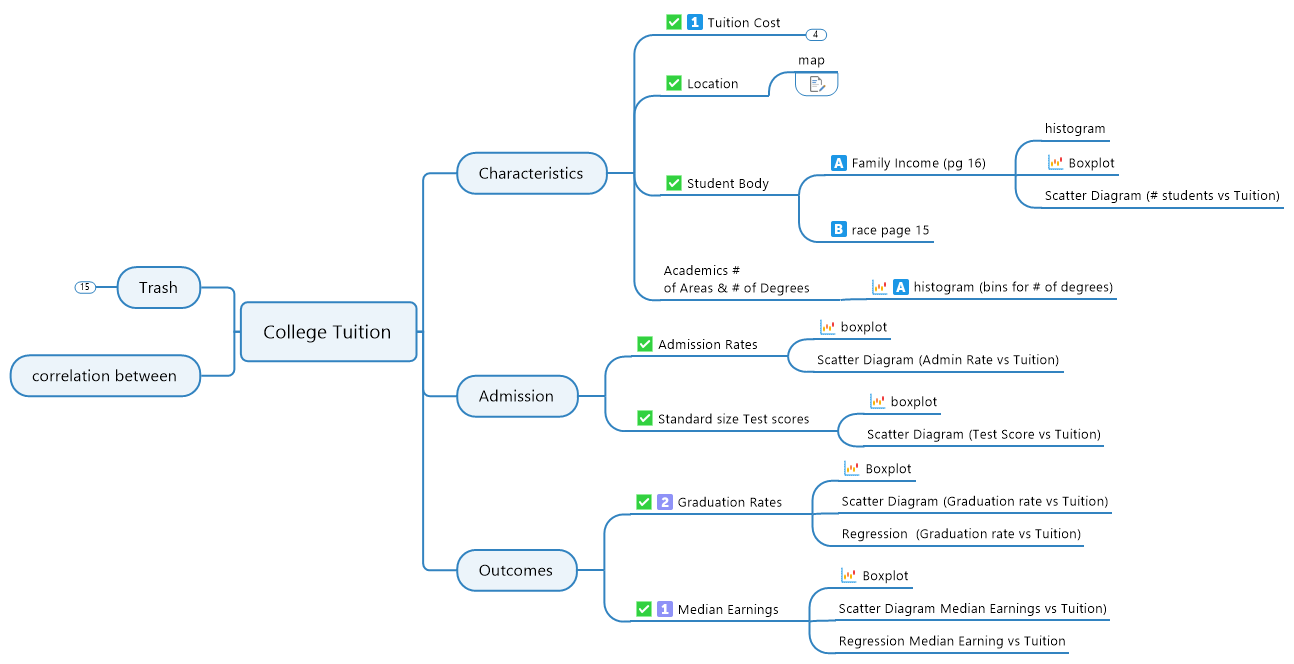 1 Tuition Cost
4
Location
map
Student Body
A Family Income (pg 16)
histogram
Boxplot
Scatter Diagram (# students vs Tuition)
B race page 15
Academics #
of Areas & # of Degrees
A histogram (bins for # of degrees)
Characteristics
15
Trash
College Tuition
correlation between
Admission
Admission Rates
boxplot
Scatter Diagram (Admin Rate vs Tuition)
Standard size Test scores
boxplot
Scatter Diagram (Test Score vs Tuition)
Outcomes
2 Graduation Rates
Boxplot
Scatter Diagram (Graduation rate vs Tuition)
Regression  (Graduation rate vs Tuition)
1 Median Earnings
Boxplot
Scatter Diagram Median Earnings vs Tuition)
Regression Median Earning vs Tuition